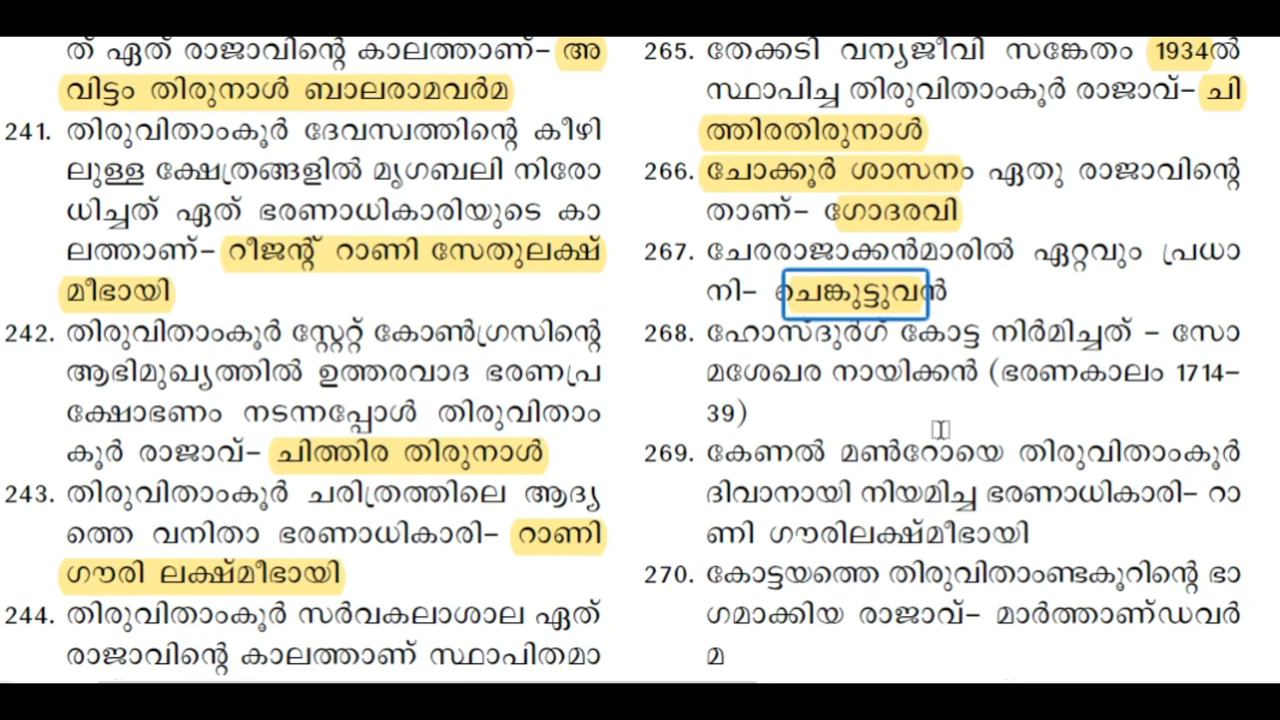 ത് ഏത് രാജാവിന്റെ കാലത്താണ്– അ
വിട്ടം തിരുനാൾ ബാലരാമവർമ
241. തിരുവിതാംകൂർ ദേവസ്വത്തിന്റെ കീഴി
ലുള്ള ക്ഷേത്രങ്ങളിൽ മൃഗബലി നിരോ
ധിച്ചത് ഏത് ഭരണാധികാരിയുടെ കാ
ലത്താണ്– റീജന്റ് റാണി സേതുലക്ഷ്
മീഭായി
242. തിരുവിതാംകൂർ സ്റ്റേറ്റ് കോൺഗ്രസിന്റെ
ആഭിമുഖ്യത്തിൽ ഉത്തരവാദ ഭരണപ്ര
ക്ഷോഭണം നടന്നപ്പോൾ തിരുവിതാം
കൂർ രാജാവ്– ചിത്തിര തിരുനാൾ
243. തിരുവിതാംകൂർ ചരിത്രത്തിലെ ആദ്യ
ത്തെ വനിതാ ഭരണാധികാരി– റാണി
ഗൗരി ലക്ഷ്മീഭായി
244. തിരുവിതാംകൂർ സർവകലാശാല ഏത്
രാജാവിന്റെ കാലത്താണ് സ്ഥാപിതമാ
265. തേക്കടി വന്യജീവി സങ്കേതം 1934ൽ
സ്ഥാപിച്ച തിരുവിതാംകൂർ രാജാവ്– ചി
ത്തിരതിരുനാൾ
266. ചോക്കൂർ ശാസനം ഏതു രാജാവിന്റെ
താണ്– ഗോദരവി
267. ചേരരാജാക്കൻമാരിൽ ഏറ്റവും പ്രധാ
നി– ചെങ്കുട്ടുവൻ
268. ഹോസ്ദുർഗ് കോട്ട നിർമിച്ചത് – സോ
മശേഖര നായിക്കൻ (ഭരണകാലം 1714–
39)
269. കേണൽ മൺറോയെ തിരുവിതാംകൂർ
ദിവാനായി നിയമിച്ച ഭരണാധികാരി– റാ
ണി ഗൗരിലക്ഷ്മീഭായി
270. കോട്ടയത്തെ തിരുവിതാംണ്ടകൂറിന്റെ ഭാ
ഗമാക്കിയ രാജാവ്– മാർത്താണ്ഡവർ
മ